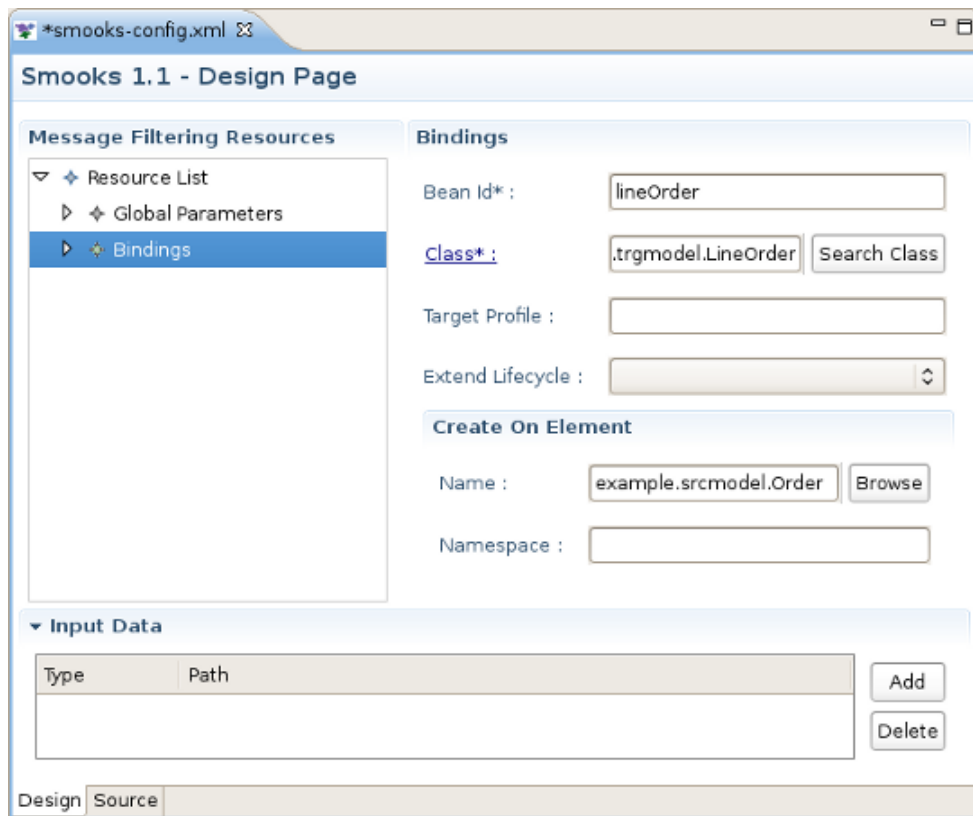 *smooks-config.xml
Smooks 1.1 - Design Page
Message Filtering Resources
Resource List
Global Parameters
Bindings
Bindings
Bean Id* : lineOrder
Class* : .trgmodel.LineOrder Search Class
Target Profile :
Extend Lifecycle :
Create On Element
Name : example.srcmodel.Order Browse
Namespace :
Input Data
Type Path
Add
Delete
Design Source